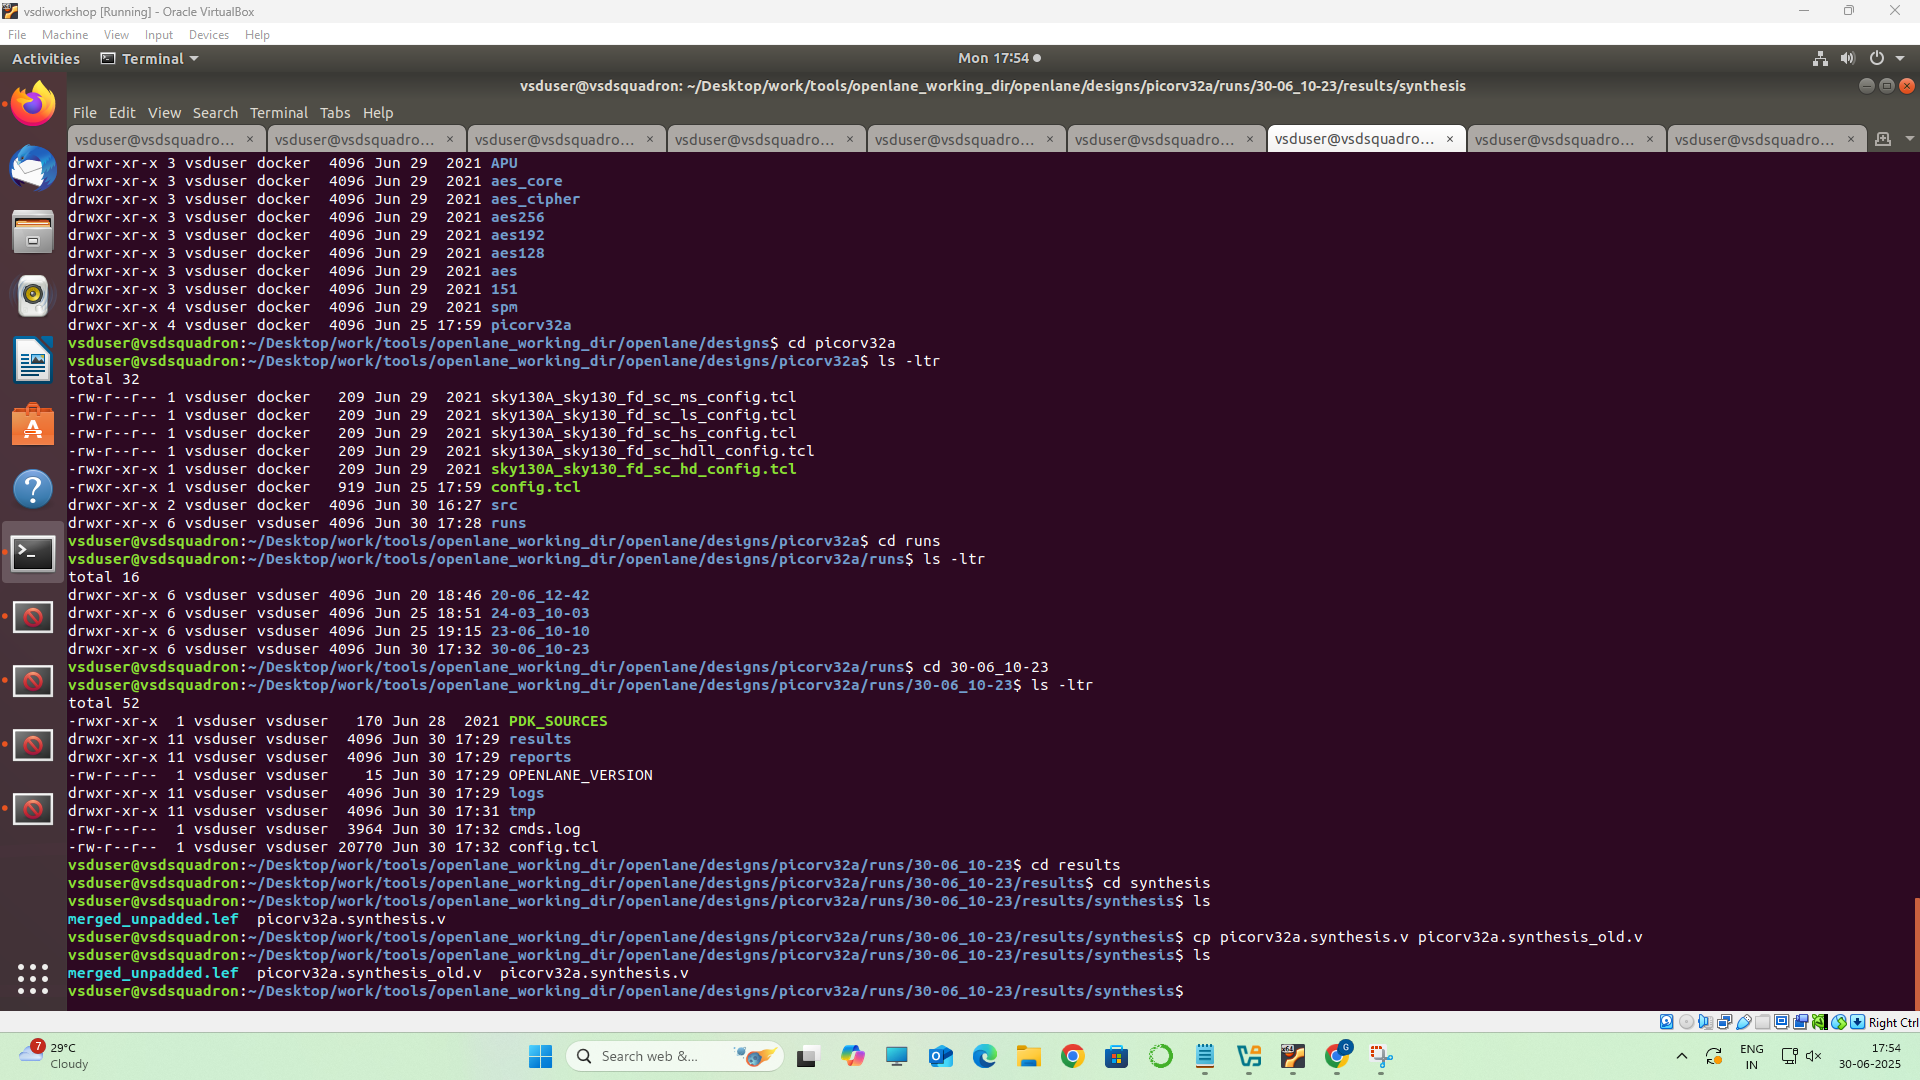 vsdiworkshop [Running] - Oracle VirtualBox
File Machine View Input Devices Help
Activities Terminal Mon 17:54
vsduser@vsdsquadron: ~/Desktop/work/tools/openlane_working_dir/openlane/designs/picorv32a/runs/30-06_10-23/results/synthesis
File Edit View Search Terminal Tabs Help
vsduser@vsdsquadro... × vsduser@vsdsquadro... × vsduser@vsdsquadro... × vsduser@vsdsquadro... × vsduser@vsdsquadro... × vsduser@vsdsquadro... × vsduser@vsdsquadro... × vsduser@vsdsquadro... × vsduser@vsdsquadro... ×
drwxr-xr-x 3 vsduser docker  4096 Jun 29  2021 APU
drwxr-xr-x 3 vsduser docker  4096 Jun 29  2021 aes_core
drwxr-xr-x 3 vsduser docker  4096 Jun 29  2021 aes_cipher
drwxr-xr-x 3 vsduser docker  4096 Jun 29  2021 aes256
drwxr-xr-x 3 vsduser docker  4096 Jun 29  2021 aes192
drwxr-xr-x 3 vsduser docker  4096 Jun 29  2021 aes128
drwxr-xr-x 3 vsduser docker  4096 Jun 29  2021 aes
drwxr-xr-x 3 vsduser docker  4096 Jun 29  2021 151
drwxr-xr-x 4 vsduser docker  4096 Jun 29  2021 spm
drwxr-xr-x 4 vsduser docker  4096 Jun 25 17:59 picorv32a
vsduser@vsdsquadron:~/Desktop/work/tools/openlane_working_dir/openlane/designs$ cd picorv32a
vsduser@vsdsquadron:~/Desktop/work/tools/openlane_working_dir/openlane/designs/picorv32a$ ls -ltr
total 32
-rw-r--r-- 1 vsduser docker   209 Jun 29  2021 sky130A_sky130_fd_sc_ms_config.tcl
-rw-r--r-- 1 vsduser docker   209 Jun 29  2021 sky130A_sky130_fd_sc_ls_config.tcl
-rw-r--r-- 1 vsduser docker   209 Jun 29  2021 sky130A_sky130_fd_sc_hs_config.tcl
-rw-r--r-- 1 vsduser docker   209 Jun 29  2021 sky130A_sky130_fd_sc_hdll_config.tcl
-rwxr-xr-x 1 vsduser docker   209 Jun 29  2021 sky130A_sky130_fd_sc_hd_config.tcl
-rwxr-xr-x 1 vsduser docker   919 Jun 25 17:59 config.tcl
drwxr-xr-x 2 vsduser docker  4096 Jun 30 16:27 src
drwxr-xr-x 6 vsduser vsduser 4096 Jun 30 17:28 runs
vsduser@vsdsquadron:~/Desktop/work/tools/openlane_working_dir/openlane/designs/picorv32a$ cd runs
vsduser@vsdsquadron:~/Desktop/work/tools/openlane_working_dir/openlane/designs/picorv32a/runs$ ls -ltr
total 16
drwxr-xr-x 6 vsduser vsduser 4096 Jun 20 18:46 20-06_12-42
drwxr-xr-x 6 vsduser vsduser 4096 Jun 25 18:51 24-03_10-03
drwxr-xr-x 6 vsduser vsduser 4096 Jun 25 19:15 23-06_10-10
drwxr-xr-x 6 vsduser vsduser 4096 Jun 30 17:32 30-06_10-23
vsduser@vsdsquadron:~/Desktop/work/tools/openlane_working_dir/openlane/designs/picorv32a/runs$ cd 30-06_10-23
vsduser@vsdsquadron:~/Desktop/work/tools/openlane_working_dir/openlane/designs/picorv32a/runs/30-06_10-23$ ls -ltr
total 52
-rwxr-xr-x  1 vsduser vsduser   170 Jun 28  2021 PDK_SOURCES
drwxr-xr-x 11 vsduser vsduser  4096 Jun 30 17:29 results
drwxr-xr-x 11 vsduser vsduser  4096 Jun 30 17:29 reports
-rw-r--r--  1 vsduser vsduser    15 Jun 30 17:29 OPENLANE_VERSION
drwxr-xr-x 11 vsduser vsduser  4096 Jun 30 17:29 logs
drwxr-xr-x 11 vsduser vsduser  4096 Jun 30 17:31 tmp
-rw-r--r--  1 vsduser vsduser  3964 Jun 30 17:32 cmds.log
-rw-r--r--  1 vsduser vsduser 20770 Jun 30 17:32 config.tcl
vsduser@vsdsquadron:~/Desktop/work/tools/openlane_working_dir/openlane/designs/picorv32a/runs/30-06_10-23$ cd results
vsduser@vsdsquadron:~/Desktop/work/tools/openlane_working_dir/openlane/designs/picorv32a/runs/30-06_10-23/results$ cd synthesis
vsduser@vsdsquadron:~/Desktop/work/tools/openlane_working_dir/openlane/designs/picorv32a/runs/30-06_10-23/results/synthesis$ ls
merged_unpadded.lef  picorv32a.synthesis.v
vsduser@vsdsquadron:~/Desktop/work/tools/openlane_working_dir/openlane/designs/picorv32a/runs/30-06_10-23/results/synthesis$ cp picorv32a.synthesis.v picorv32a.synthesis_old.v
vsduser@vsdsquadron:~/Desktop/work/tools/openlane_working_dir/openlane/designs/picorv32a/runs/30-06_10-23/results/synthesis$ ls
merged_unpadded.lef  picorv32a.synthesis_old.v  picorv32a.synthesis.v
vsduser@vsdsquadron:~/Desktop/work/tools/openlane_working_dir/openlane/designs/picorv32a/runs/30-06_10-23/results/synthesis$
Right Ctrl
7 29°C
Cloudy
Search web &...
G
ENG
IN
17:54
30-06-2025